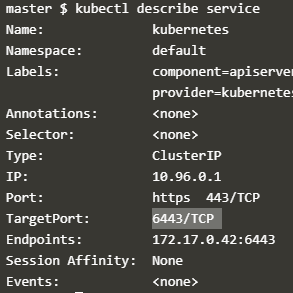 master $ kubectl describe service
Name: kubernetes
Namespace: default
Labels: component=apiserver
provider=kubernetes
Annotations: <none>
Selector: <none>
Type: ClusterIP
IP: 10.96.0.1
Port: https 443/TCP
TargetPort: 6443/TCP
Endpoints: 172.17.0.42:6443
Session Affinity: None
Events: <none>